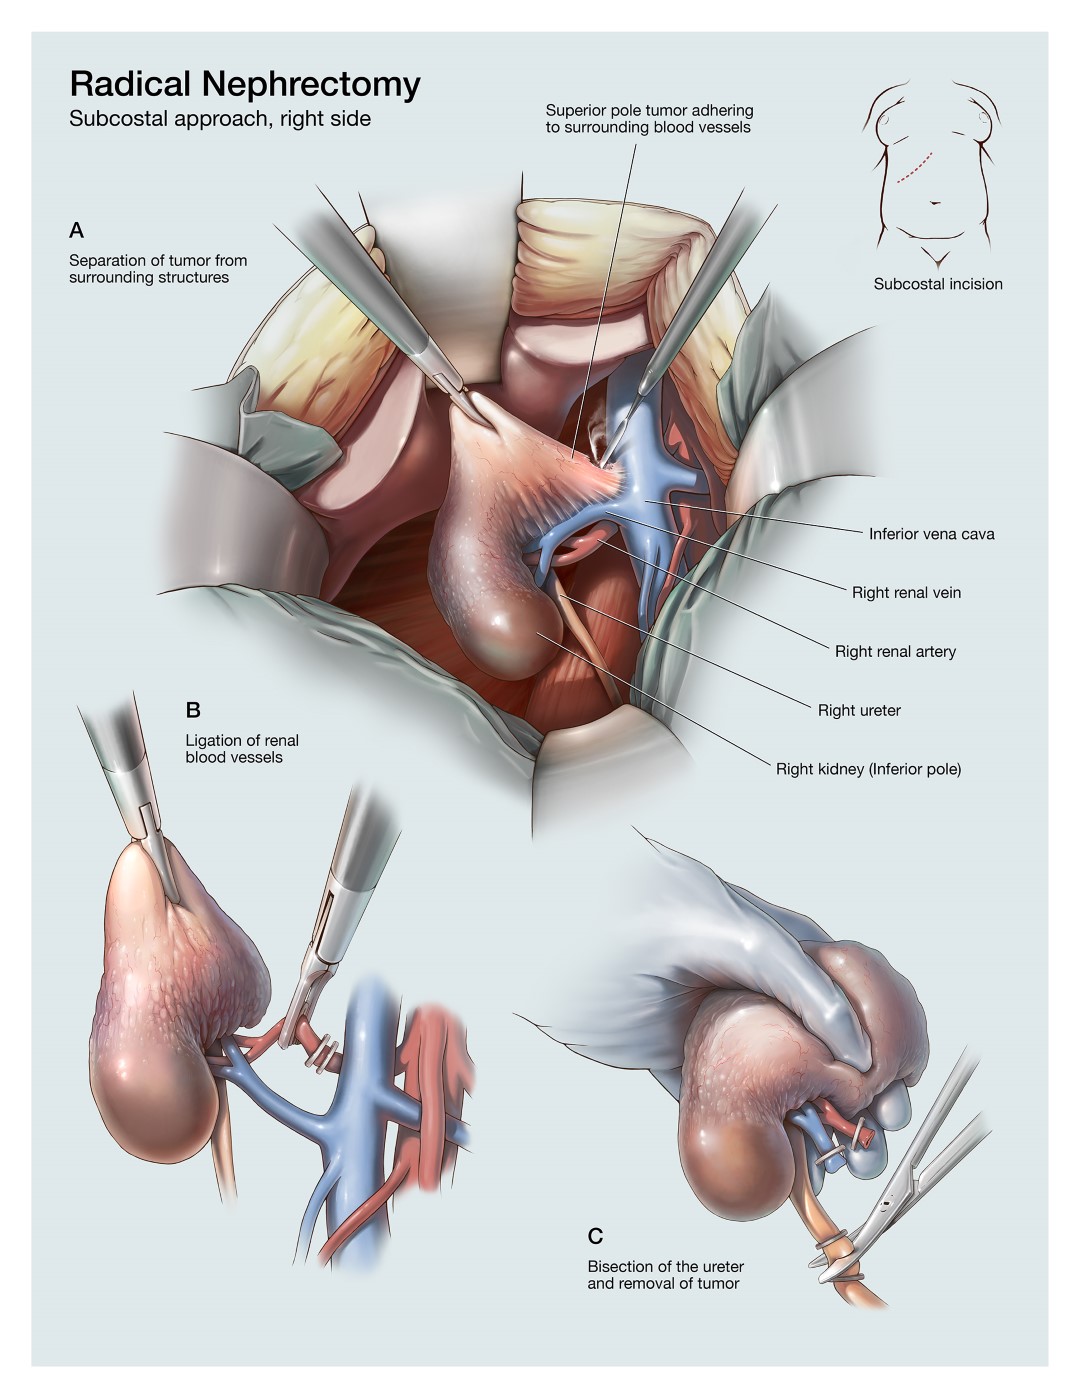 Radical Nephrectomy
Subcostal approach, right side
Superior pole tumor adhering
to surrounding blood vessels
A
Separation of tumor from
surrounding structures
Subcostal incision
Inferior vena cava
Right renal vein
Right renal artery
Right ureter
Right kidney (Inferior pole)
B
Ligation of renal
blood vessels
C
Bisection of the ureter
and removal of tumor